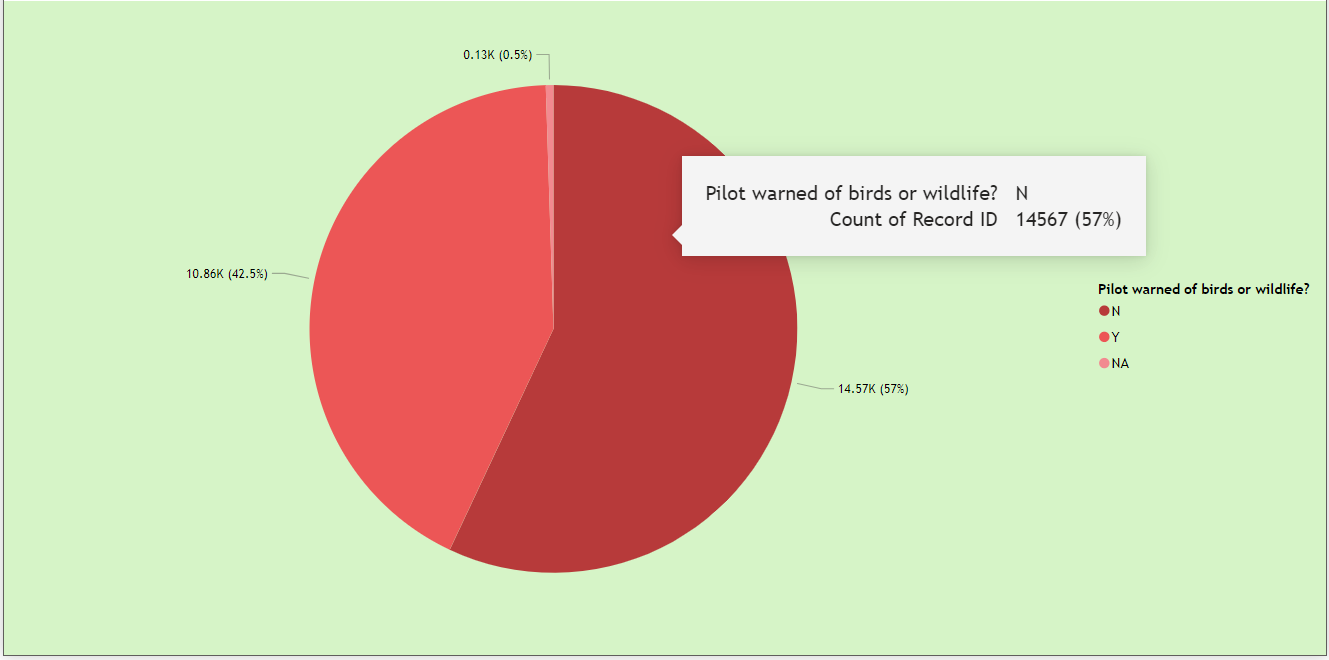 0.13K (0.5%)
Pilot warned of birds or wildlife? N
Count of Record ID 14567 (57%)
10.86K (42.5%)
Pilot warned of birds or wildlife?
N
Y
NA
14.57K (57%)